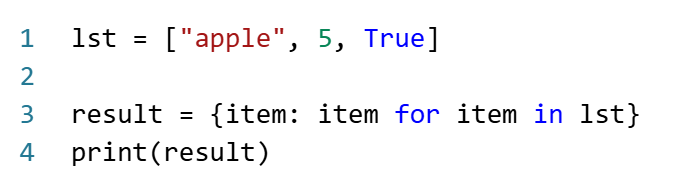 1 lst = ["apple", 5, True]
2
3 result = {item: item for item in lst}
4 print(result)